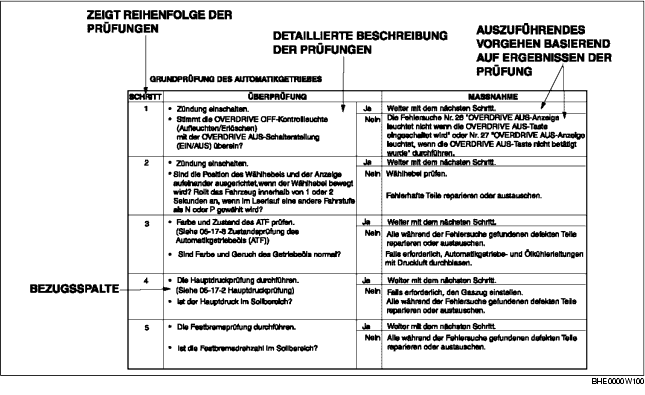 ZEIGT REIHENFOLGE DER
PRÜFUNGEN
DETAILLIERTE BESCHREIBUNG
DER PRÜFUNGEN
AUSZUFÜHRENDES
VORGEHEN BASIEREND
AUF ERGEBNISSEN DER
PRÜFUNG
GRUNDPRÜFUNG DES AUTOMATIKGETRIEBES
SCHRITT ÜBERPRÜFUNG MASSNAHME
1
• Zündung einschalten.
• Stimmt die OVERDRIVE OFF-Kontrolleuchte
(Aufleuchten/Erlöschen)
mit der OVERDRIVE AUS-Schalterstellung
(EIN/AUS) überein?
Ja Weiter mit dem nächsten Schritt.
Nein Die Fehlersuche Nr. 26 "OVERDRIVE AUS-Anzeige
leuchtet nicht wenn die OVERDRIVE AUS-Taste
eingeschaltet wird" oder Nr. 27 "OVERDRIVE AUS-Anzeige
leuchtet, wenn die OVERDRIVE AUS-Taste nicht betätigt
wurde" durchführen.
2
• Zündung einschalten.
• Sind die Position des Wählhebels und der Anzeige
aufeinander ausgerichtet,wenn der Wählhebel bewegt
wird? Rollt das Fahrzeug innerhalb von 1 oder 2
Sekunden an, wenn im Leerlauf eine andere Fahrstufe
als N oder P gewählt wird?
Ja Weiter mit dem nächsten Schritt.
Nein Wählhebel prüfen.
Fehlerhafte Teile reparieren oder austauschen.
3
• Farbe und Zustand des ATF prüfen.
(Siehe 05-17-8 Zustandsprüfung des
Automatikgetriebeöls (ATF))
• Sind Farbe und Geruch des Getriebeöls normal?
Ja Weiter mit dem nächsten Schritt.
Nein Alle während der Fehlersuche gefundenen defekten Teile
reparieren oder austauschen.
Falls erforderlich, Automatikgetriebe- und Ölkühlerleitungen
mit Druckluft durchblasen.
BEZUGSSPALTE
4
• Die Hauptdruckprüfung durchführen.
(Siehe 05-17-2 Hauptdruckprüfung)
• Ist der Hauptdruck im Sollbereich?
Ja Weiter mit dem nächsten Schritt.
Nein Falls erforderlich, den Gaszug einstellen.
Alle während der Fehlersuche gefundenen defekten Teile
reparieren oder austauschen.
5
• Die Festbremsprüfung durchführen.
• Ist die Festbremsdrehzahl im Sollbereich?
Ja Weiter mit dem nächsten Schritt.
Nein Alle während der Fehlersuche gefundenen defekten Teile
reparieren oder austauschen.
BHE0000W100